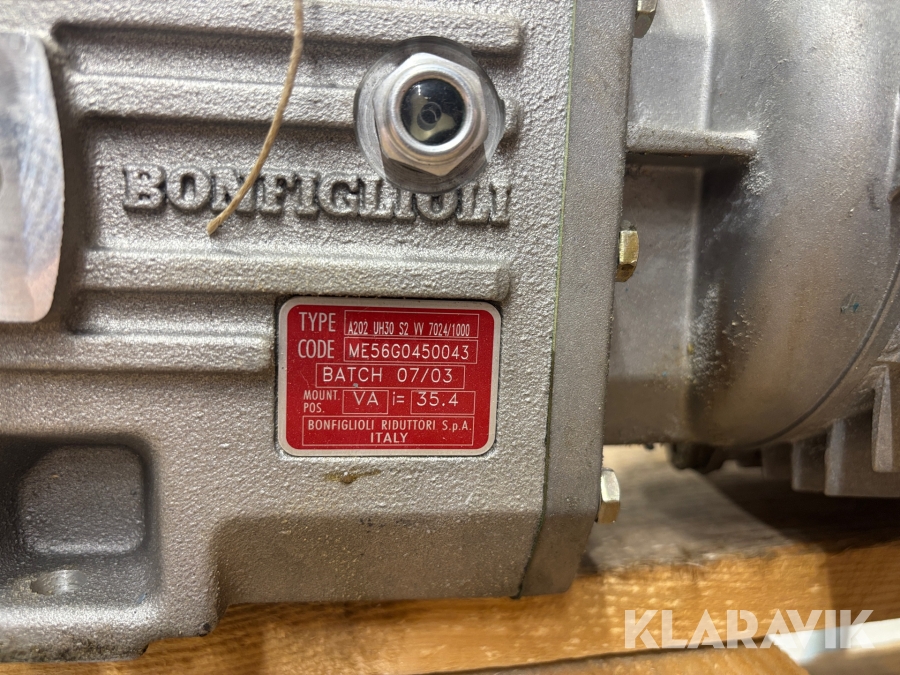 BONFIGLIOLI
TYPE A202 UH30 S2 VV 7024/1000
CODE ME56G0450043
BATCH 07/03
MOUNT. POS. VA i= 35.4
BONFIGLIOLI RIDUTTORI S.p.A.
ITALY
KLARAVIK